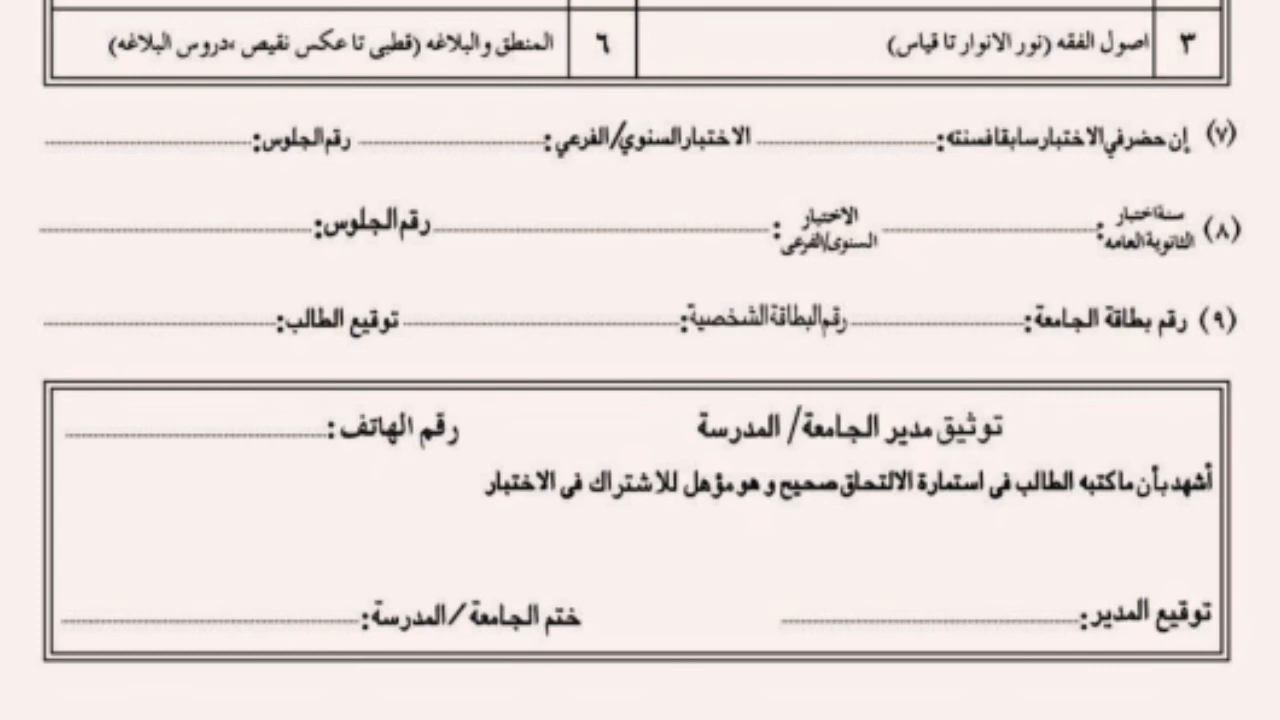 ٣ اصول الفقه (نور الانوار تا قياس) ٦ المنطق والبلاغه (قطبى تا عكس نقيص ،دروس البلاغه)
(٧) إن حضر في الاختبار سابقا فسنته: الاختبار السنوي/الفرعي: رقم الجلوس:
(٨) سنة اختبار الثانوية العامه: الاختبار السنوى/الفرعى: رقم الجلوس:
(٩) رقم بطاقة الجامعة: رقم البطاقة الشخصية: توقيع الطالب:
توثيق مدير الجامعة/ المدرسة رقم الهاتف:
أشهد بأن ماكتبه الطالب فى استمارة الالتحاق صحيح و هو مؤهل للاشتراك فى الاختبار
توقيع المدير: ختم الجامعة/المدرسة: